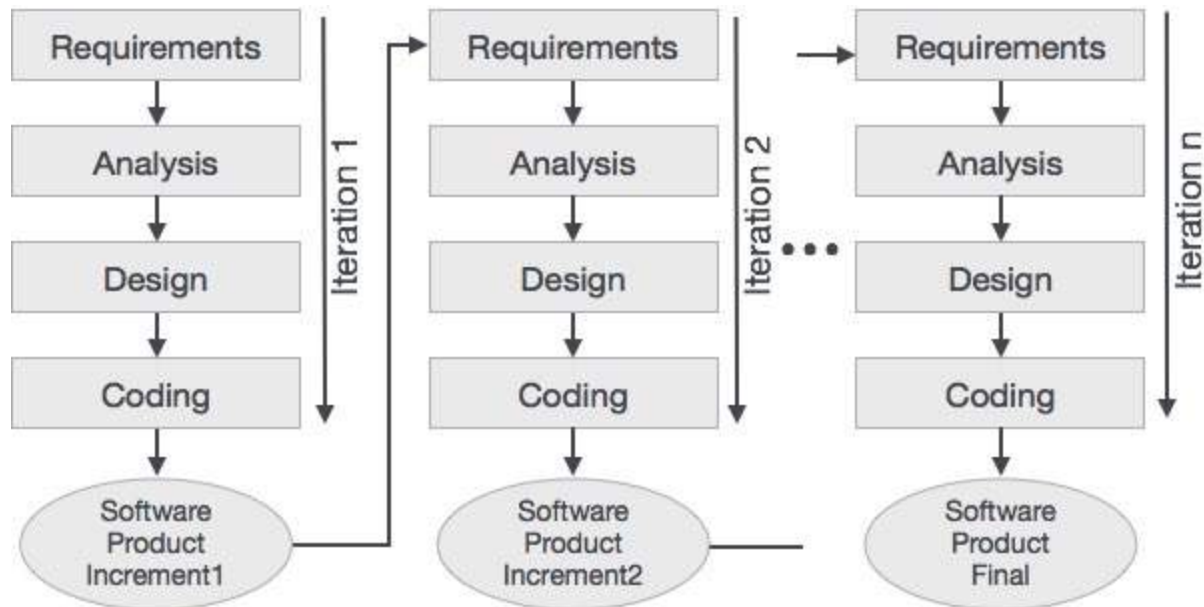 Requirements
Analysis
Design
Coding
Software
Product
Increment1
Iteration 1
Requirements
Analysis
Design
Coding
Software
Product
Increment2
Iteration 2
Requirements
Analysis
Design
Coding
Software
Product
Final
Iteration n